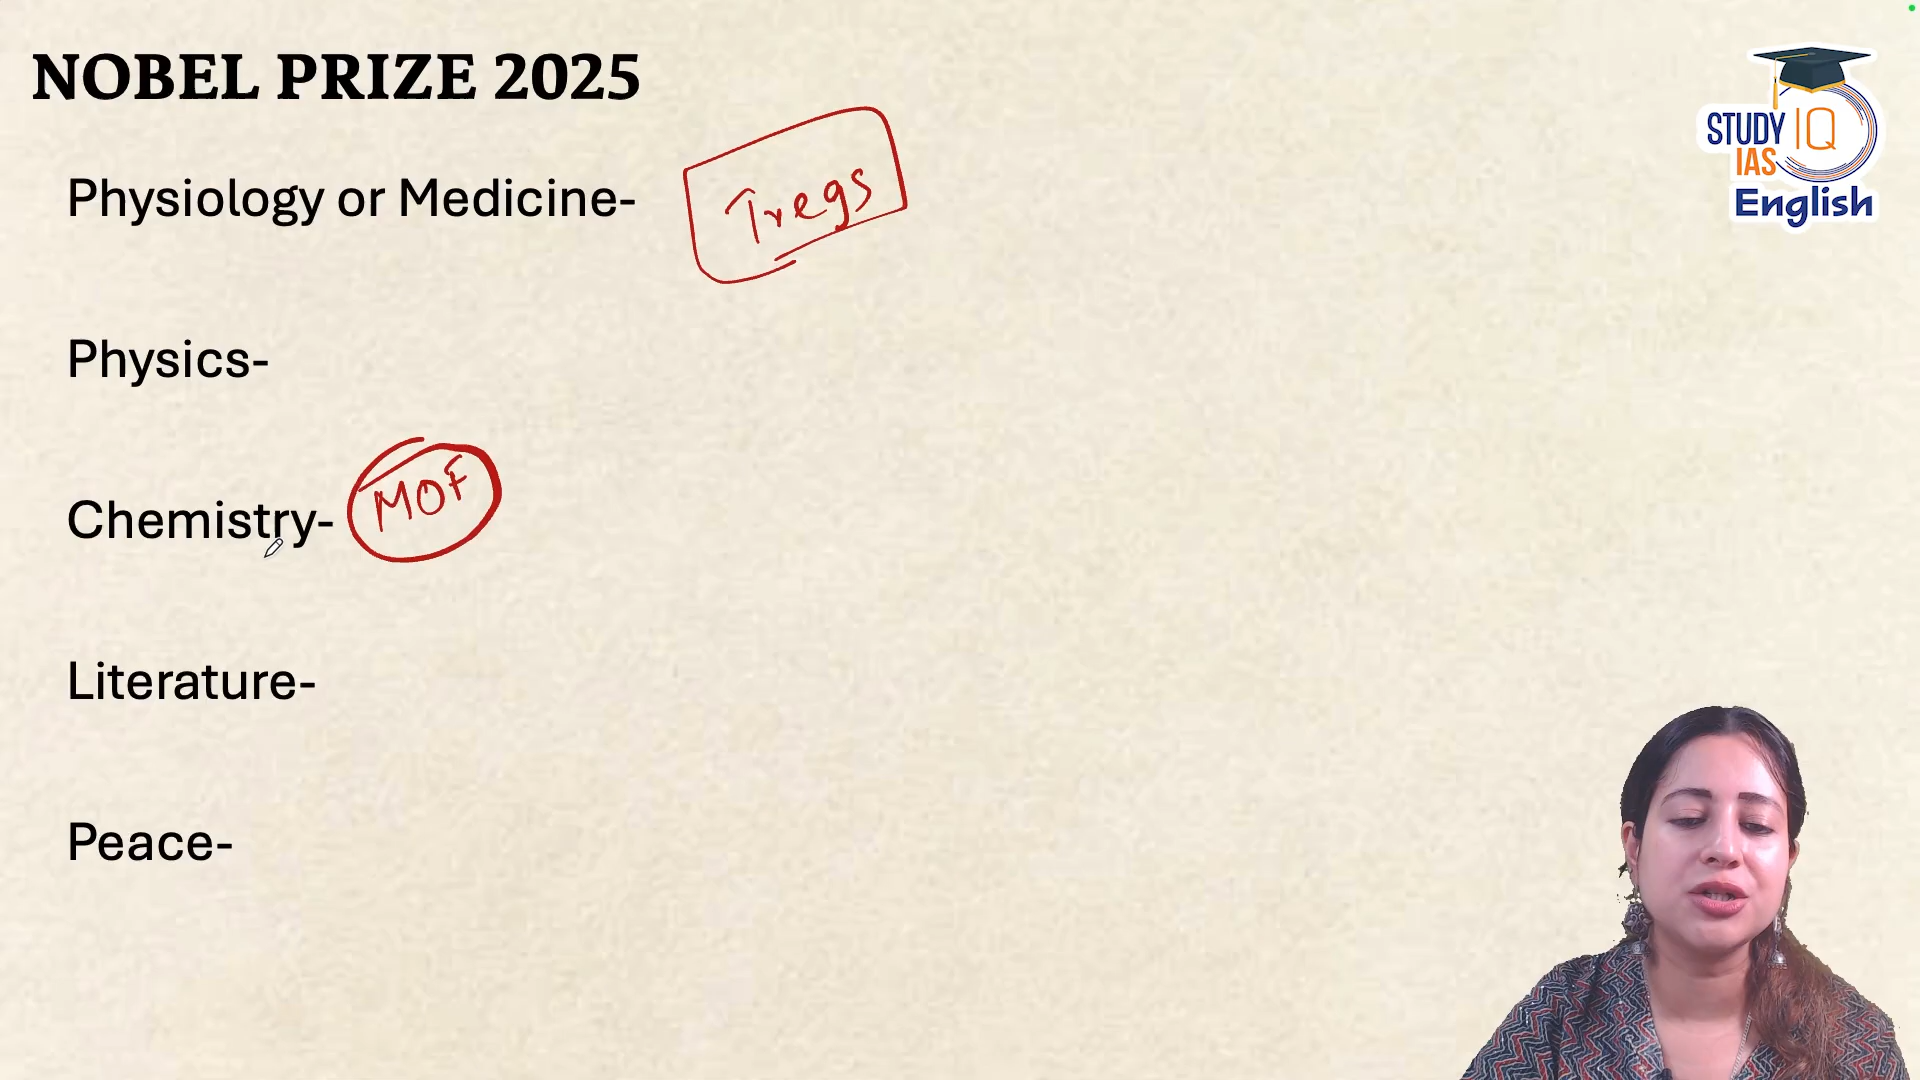 NOBEL PRIZE 2025
STUDY IQ
IAS
English
Physiology or Medicine- Tregs
Physics-
Chemistry- MOF
Literature-
Peace-